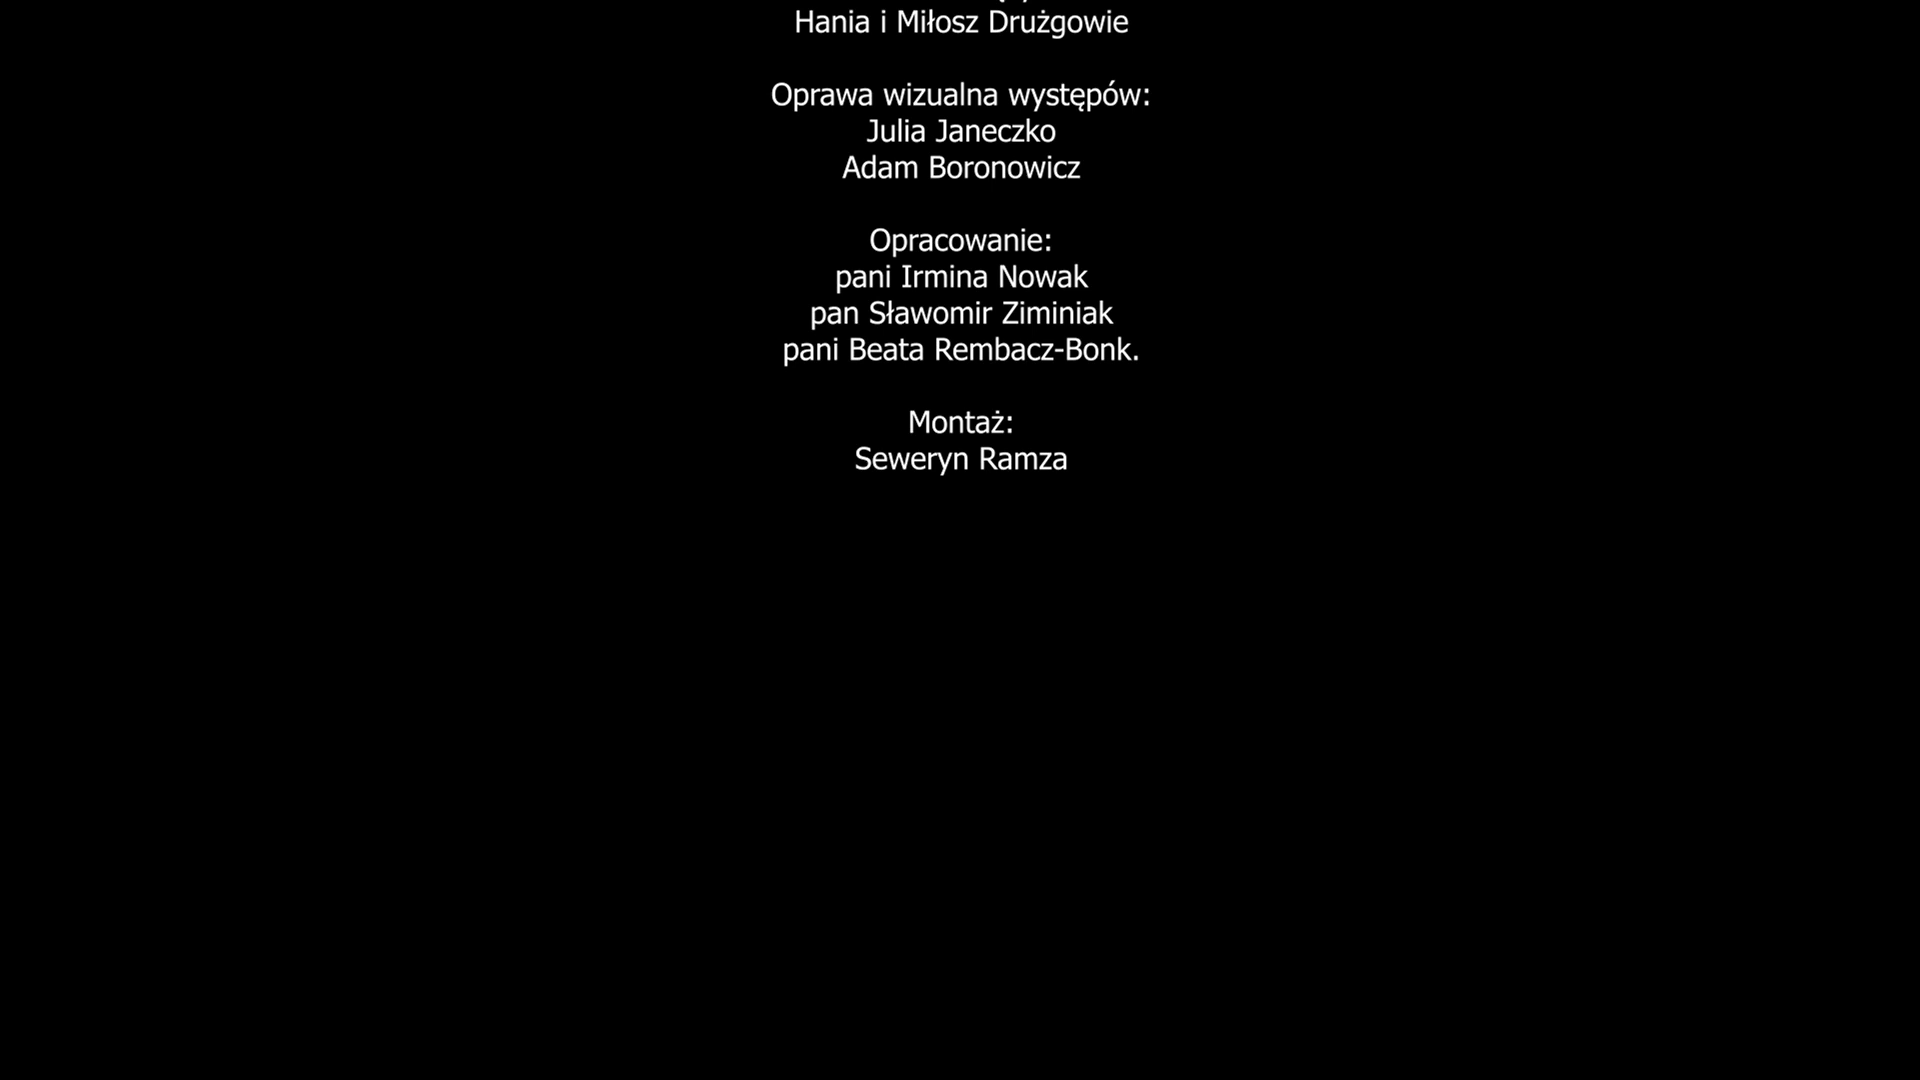 Hania i Miłosz Drużgowie
Oprawa wizualna występów:
Julia Janeczko
Adam Boronowicz
Opracowanie:
pani Irmina Nowak
pan Sławomir Ziminiak
pani Beata Rembacz-Bonk.
Montaż:
Seweryn Ramza